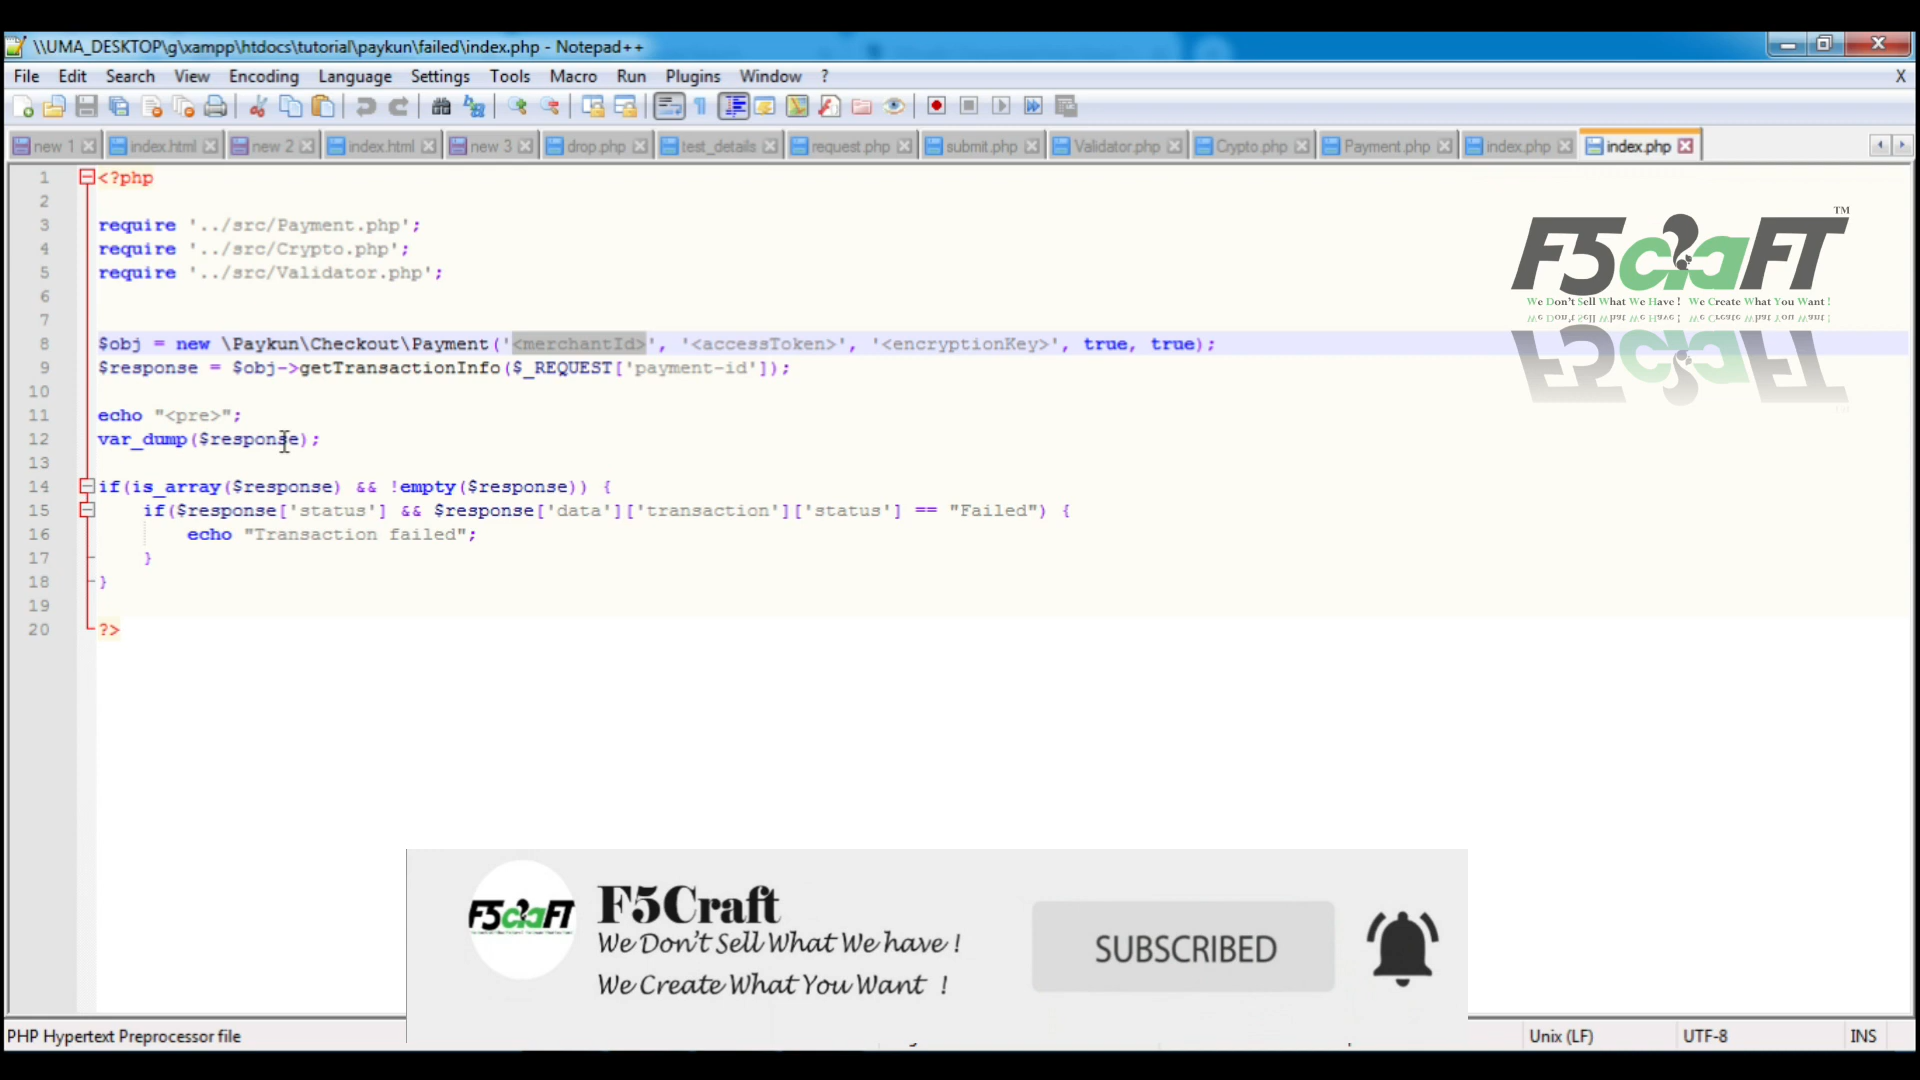 \\UMA_DESKTOP\g\xampp\htdocs\tutorial\paykun\failed\index.php - Notepad++
File Edit Search View Encoding Language Settings Tools Macro Run Plugins Window ? X
new 1 index.html new 2 index.html new 3 drop.php test_details request.php submit.php Validator.php Crypto.php Payment.php index.php index.php
1 <?php
2
3 require '../src/Payment.php';
4 require '../src/Crypto.php';
5 require '../src/Validator.php';
6
7
8 $obj = new \Paykun\Checkout\Payment('<merchantId>', '<accessToken>', '<encryptionKey>', true, true);
9 $response = $obj->getTransactionInfo($_REQUEST['payment-id']);
10
11 echo "<pre>";
12 var_dump($response);
13
14 if(is_array($response) && !empty($response)) {
15 if($response['status'] && $response['data']['transaction']['status'] == "Failed") {
16 echo "Transaction failed";
17 }
18 }
19
20 ?>
F5CRAFT TM
We Don't Sell What We Have ! We Create What You Want !
F5CRAFT
F5Craft
We Don't Sell What We have !
We Create What You Want !
SUBSCRIBED
PHP Hypertext Preprocessor file Unix (LF) UTF-8 INS